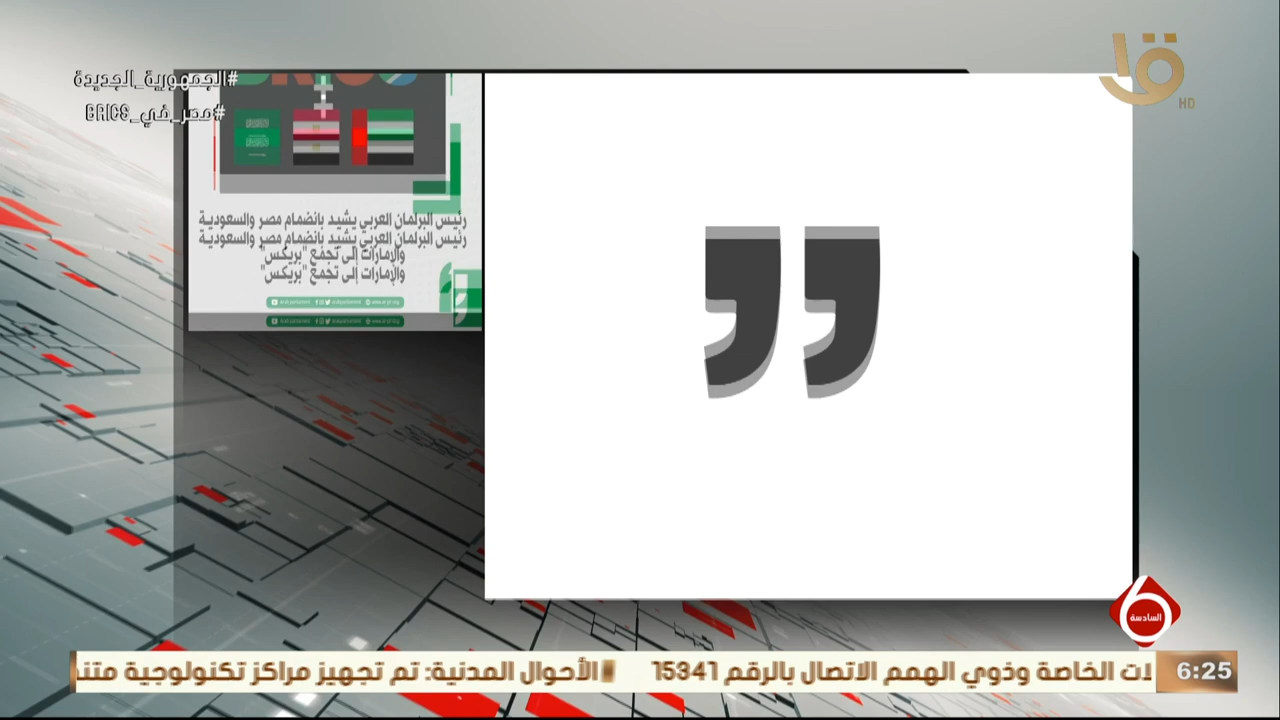 #الجمهورية_الجديدة
#مصر_في_BRICS
HD
رئيس البرلمان العربي يشيد بانضمام مصر والسعودية
رئيس البرلمان العربي يشيد بانضمام مصر والسعودية
والإمارات إلى تجمع "بريكس"
والإمارات إلى تجمع "بريكس"
السادسة
6:25
الخاصة وذوي الهمم الاتصال بالرقم 15341
الأحوال المدنية: تم تجهيز مراكز تكنولوجية